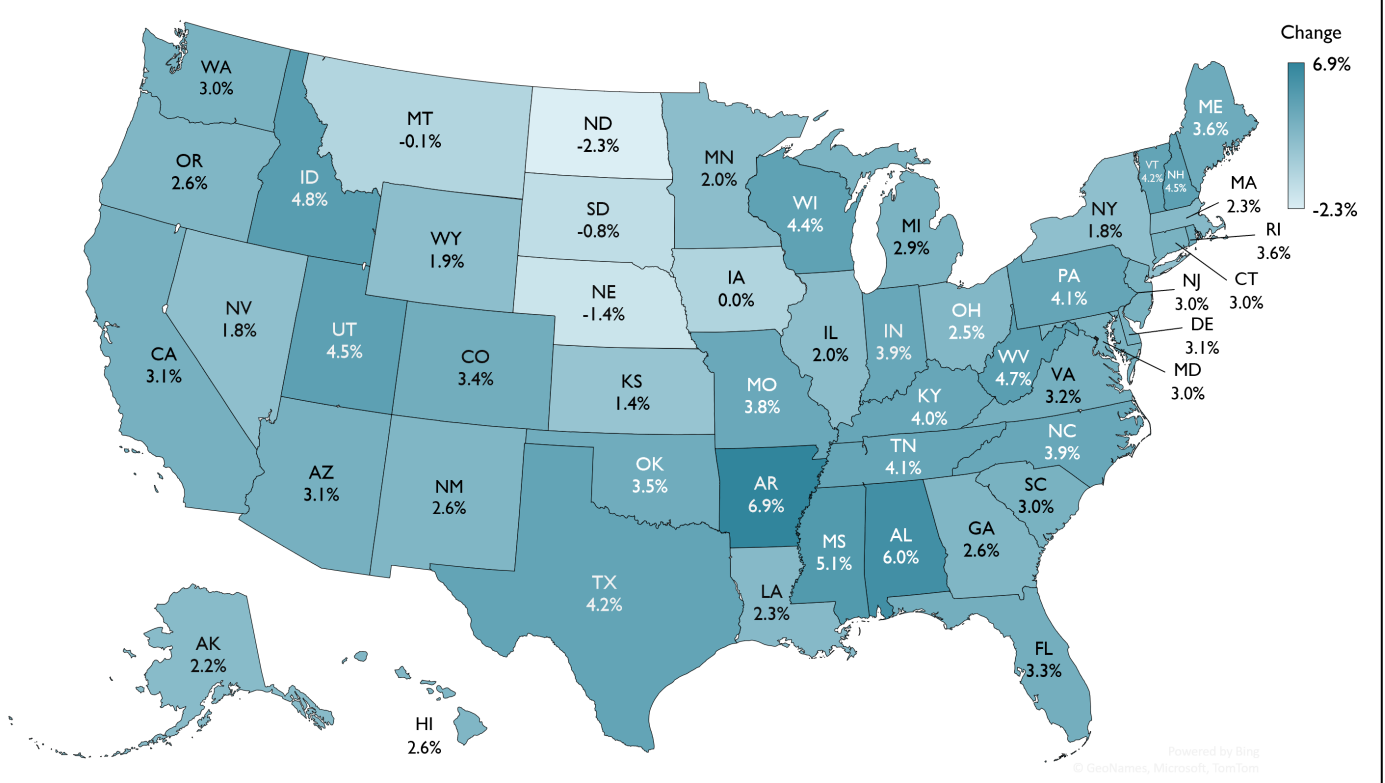 Change
6.9%
-2.3%
WA
3.0%
MT
-0.1%
ND
-2.3%
MN
2.0%
ME
3.6%
OR
2.6%
ID
4.8%
SD
-0.8%
WI
4.4%
MI
2.9%
VT
4.2%
NH
4.5%
MA
2.3%
NY
1.8%
RI
3.6%
WY
1.9%
IA
0.0%
NE
-1.4%
PA
4.1%
CT
3.0%
NJ
3.0%
NV
1.8%
UT
4.5%
CO
3.4%
IL
2.0%
IN
3.9%
OH
2.5%
DE
3.1%
MD
3.0%
CA
3.1%
KS
1.4%
MO
3.8%
WV
4.7%
VA
3.2%
KY
4.0%
NC
3.9%
TN
4.1%
AZ
3.1%
NM
2.6%
OK
3.5%
AR
6.9%
SC
3.0%
MS
5.1%
AL
6.0%
GA
2.6%
TX
4.2%
LA
2.3%
FL
3.3%
AK
2.2%
HI
2.6%
Powered by Bing
© GeoNames, Microsoft, TomTom